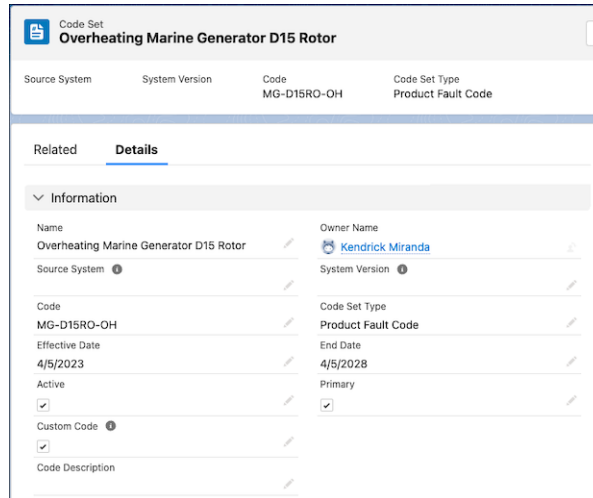 Code Set
Overheating Marine Generator D15 Rotor
Source System System Version Code Code Set Type
MG-D15RO-OH Product Fault Code
Related Details
Information
Name Owner Name
Overheating Marine Generator D15 Rotor Kendrick Miranda
Source System System Version
Code Code Set Type
MG-D15RO-OH Product Fault Code
Effective Date End Date
4/5/2023 4/5/2028
Active Primary
Custom Code
Code Description